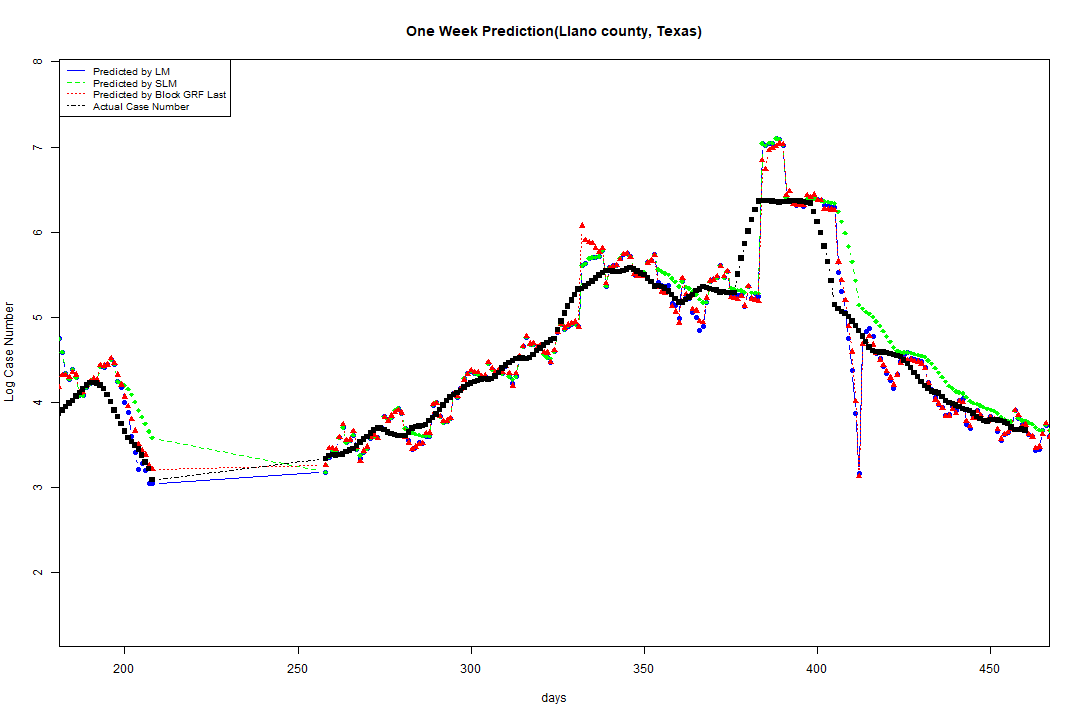 One Week Prediction(Llano county, Texas)
Predicted by LM
Predicted by SLM
Predicted by Block GRF Last
Actual Case Number
8
7
6
5
4
3
2
Log Case Number
200 250 300 350 400 450
days